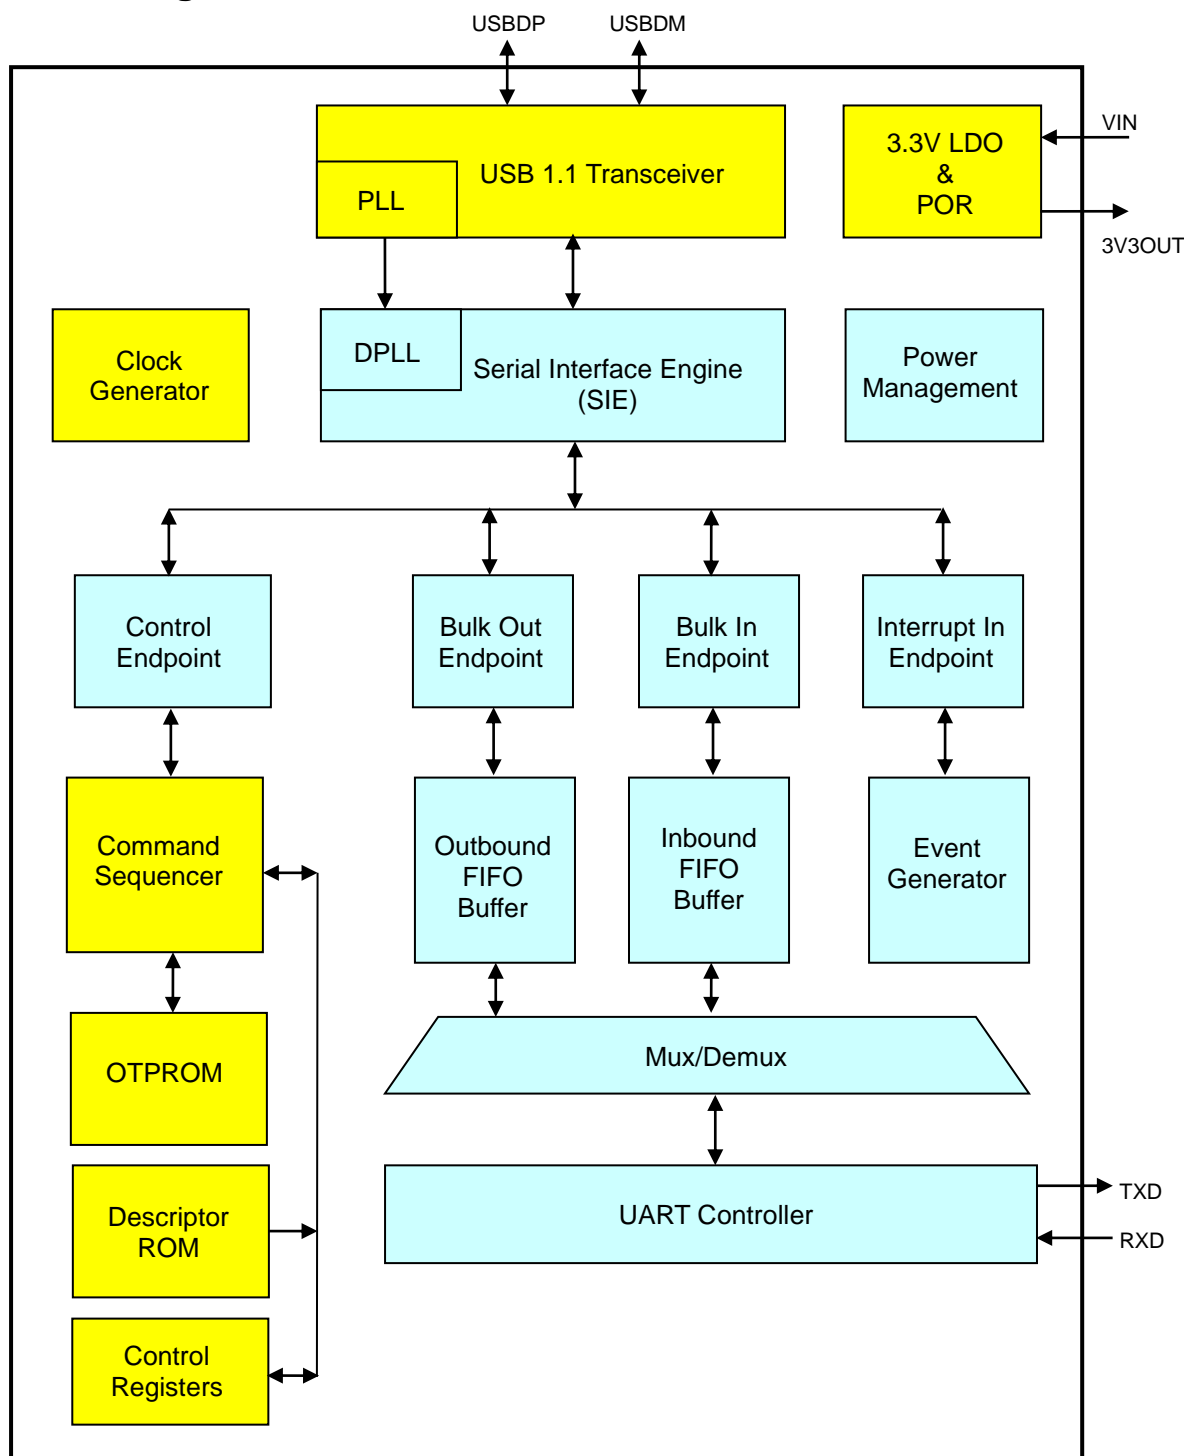 USBDP
USBDM
VIN
3V3OUT
USB 1.1 Transceiver
PLL
3.3V LDO
&
POR
Clock
Generator
DPLL
Serial Interface Engine
(SIE)
Power
Management
Control
Endpoint
Bulk Out
Endpoint
Bulk In
Endpoint
Interrupt In
Endpoint
Command
Sequencer
Outbound
FIFO
Buffer
Inbound
FIFO
Buffer
Event
Generator
OTPROM
Mux/Demux
Descriptor
ROM
UART Controller
TXD
RXD
Control
Registers